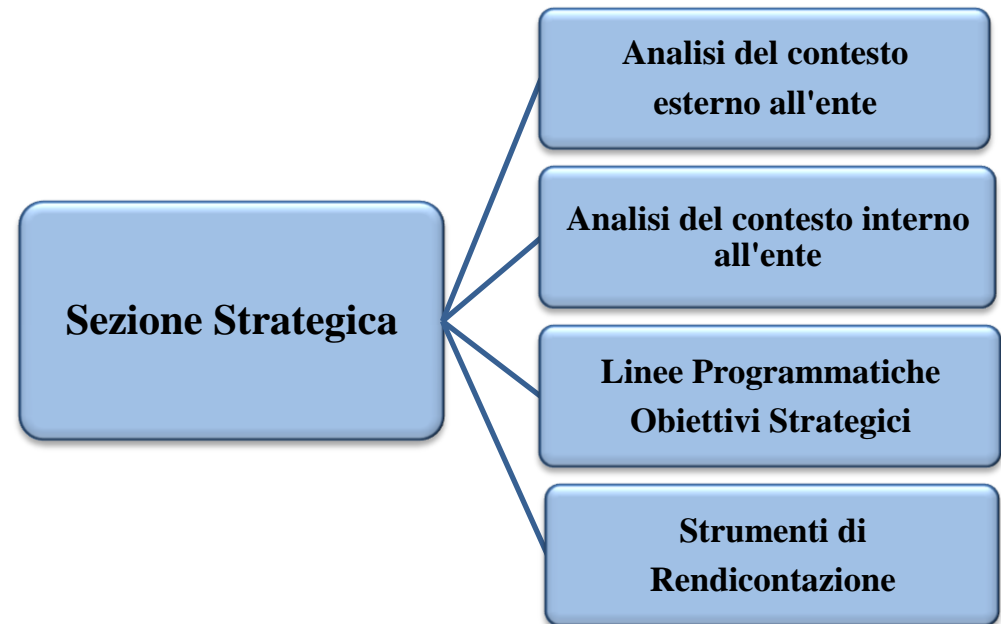 Sezione Strategica
Analisi del contesto
esterno all'ente
Analisi del contesto interno
all'ente
Linee Programmatiche
Obiettivi Strategici
Strumenti di
Rendicontazione